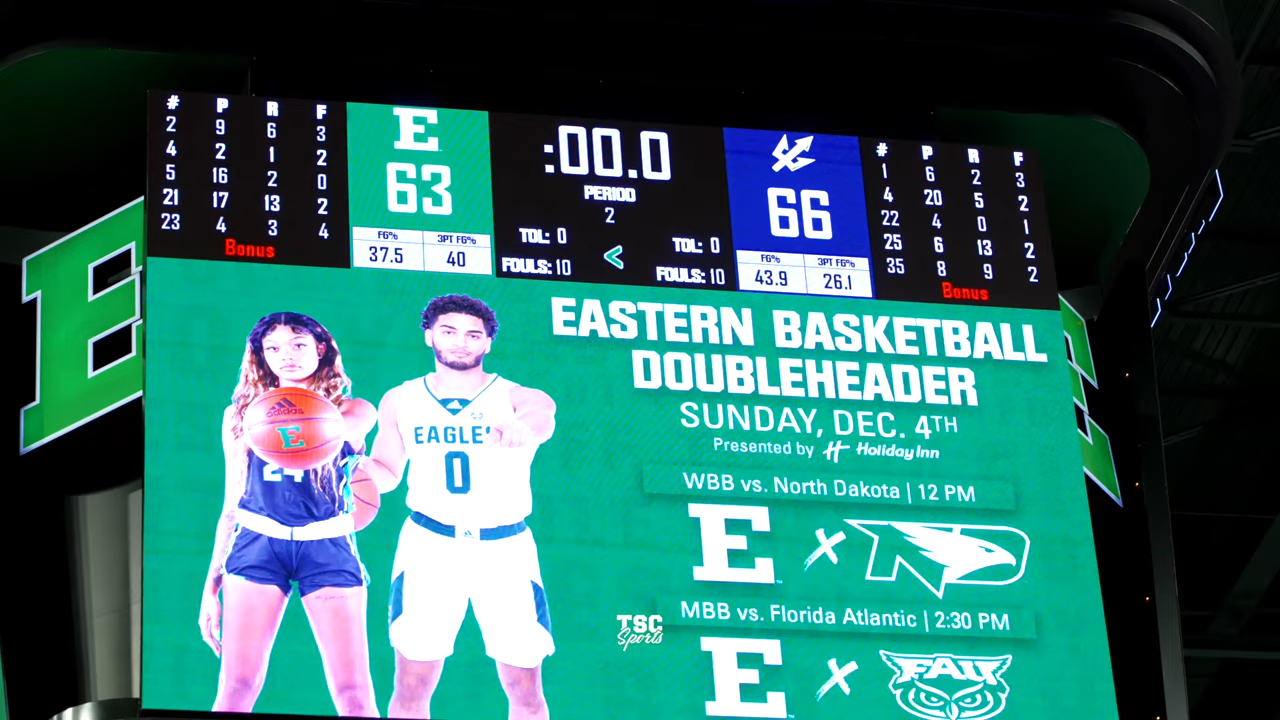 # P R F
2 9 6 3
4 2 1 2
5 16 2 0
21 17 13 2
23 4 3 4
Bonus
E
63
FG% 3PT FG%
37.5 40
:00.0
PERIOD
2
TOL: 0 TOL: 0
<
FOULS: 10 FOULS: 10
66
FG% 3PT FG%
43.9 26.1
# P R F
1 6 2 3
4 20 5 2
22 4 0 1
25 6 13 2
35 8 9 2
Bonus
E
EASTERN BASKETBALL
DOUBLEHEADER
SUNDAY, DEC. 4TH
Presented by H Holiday Inn
WBB vs. North Dakota | 12 PM
E x ND
MBB vs. Florida Atlantic | 2:30 PM
E x FAU
TSC
Sports
adidas
E
24
EAGLE'
0